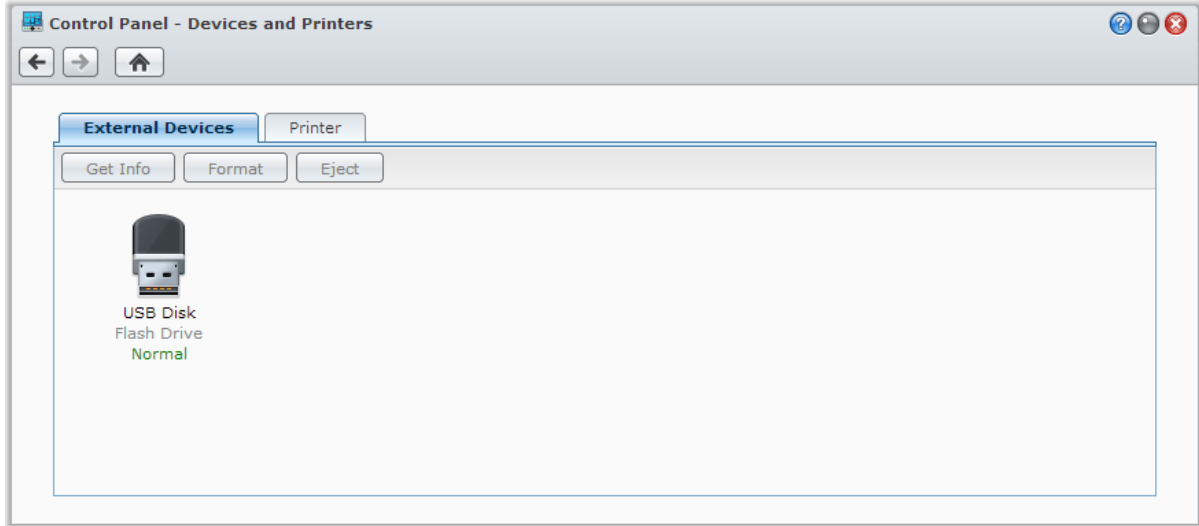 Control Panel - Devices and Printers
External Devices Printer
Get Info Format Eject
USB Disk
Flash Drive
Normal